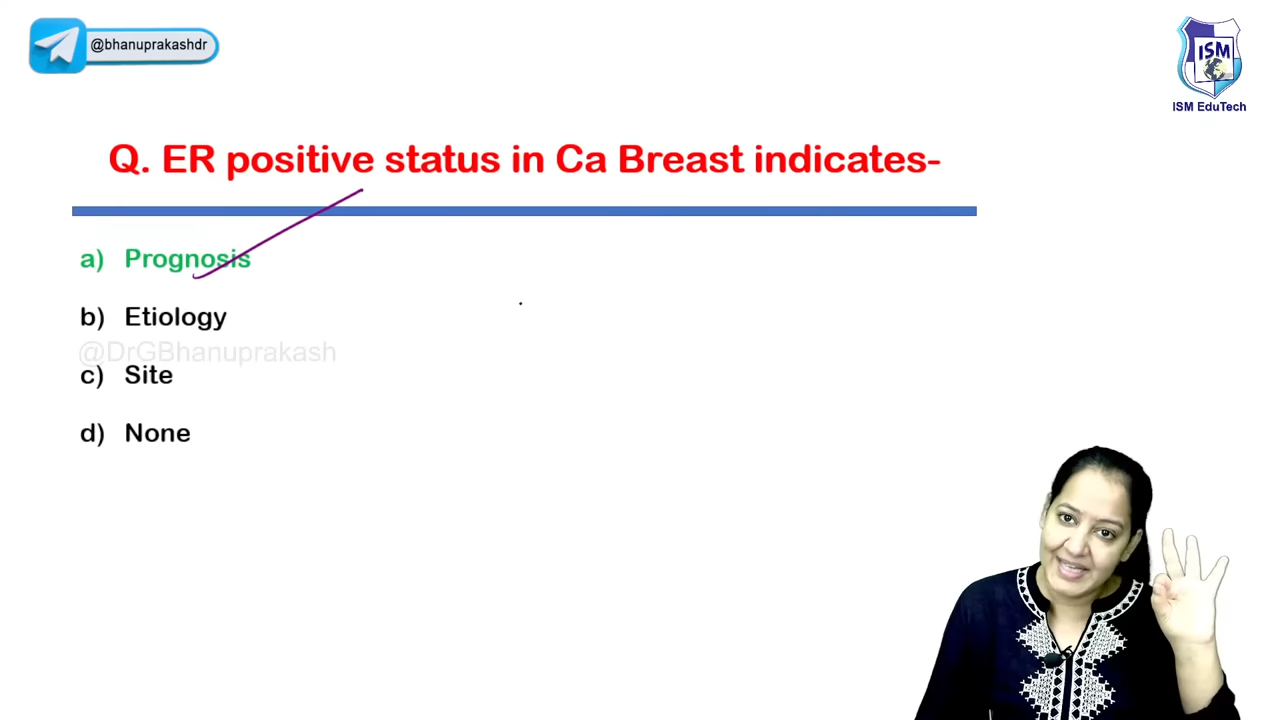 @bhanuprakashdr
ISM
ISM EduTech
Q. ER positive status in Ca Breast indicates-
a) Prognosis
b) Etiology
@DrGBhanuprakash
c) Site
d) None